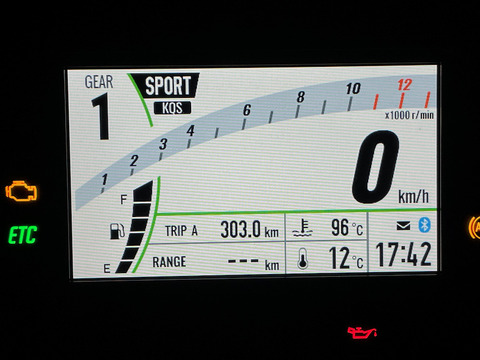 GEAR
1
SPORT
KQS
1 2 3 4 6 8 10 12
x1000 r/min
0 km/h
ETC
F
E
TRIP A 303.0 km
96 °C
RANGE --- km
12 °C
17:42